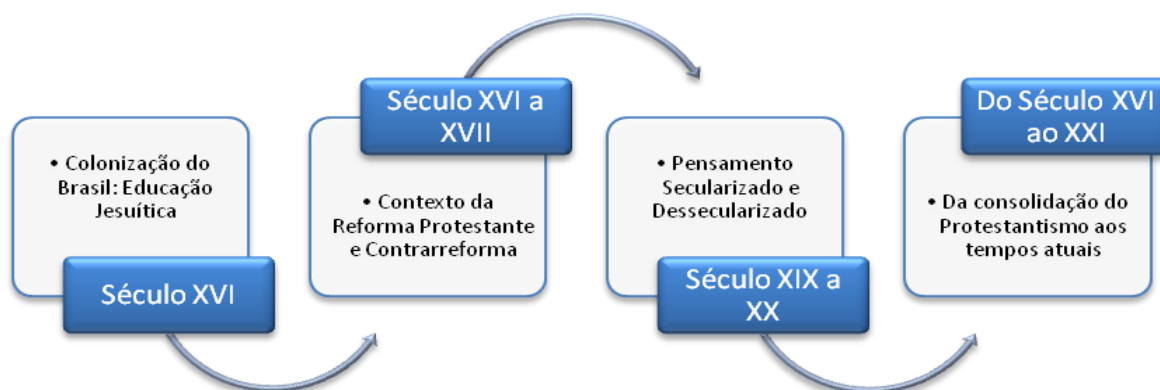 • Colonização do
Brasil: Educação
Jesuítica
Século XVI
Século XVI a
XVII
• Contexto da
Reforma Protestante
e Contrarreforma
• Pensamento
Secularizado e
Dessecularizado
Século XIX a
XX
Do Século XVI
ao XXI
• Da consolidação do
Protestantismo aos
tempos atuais